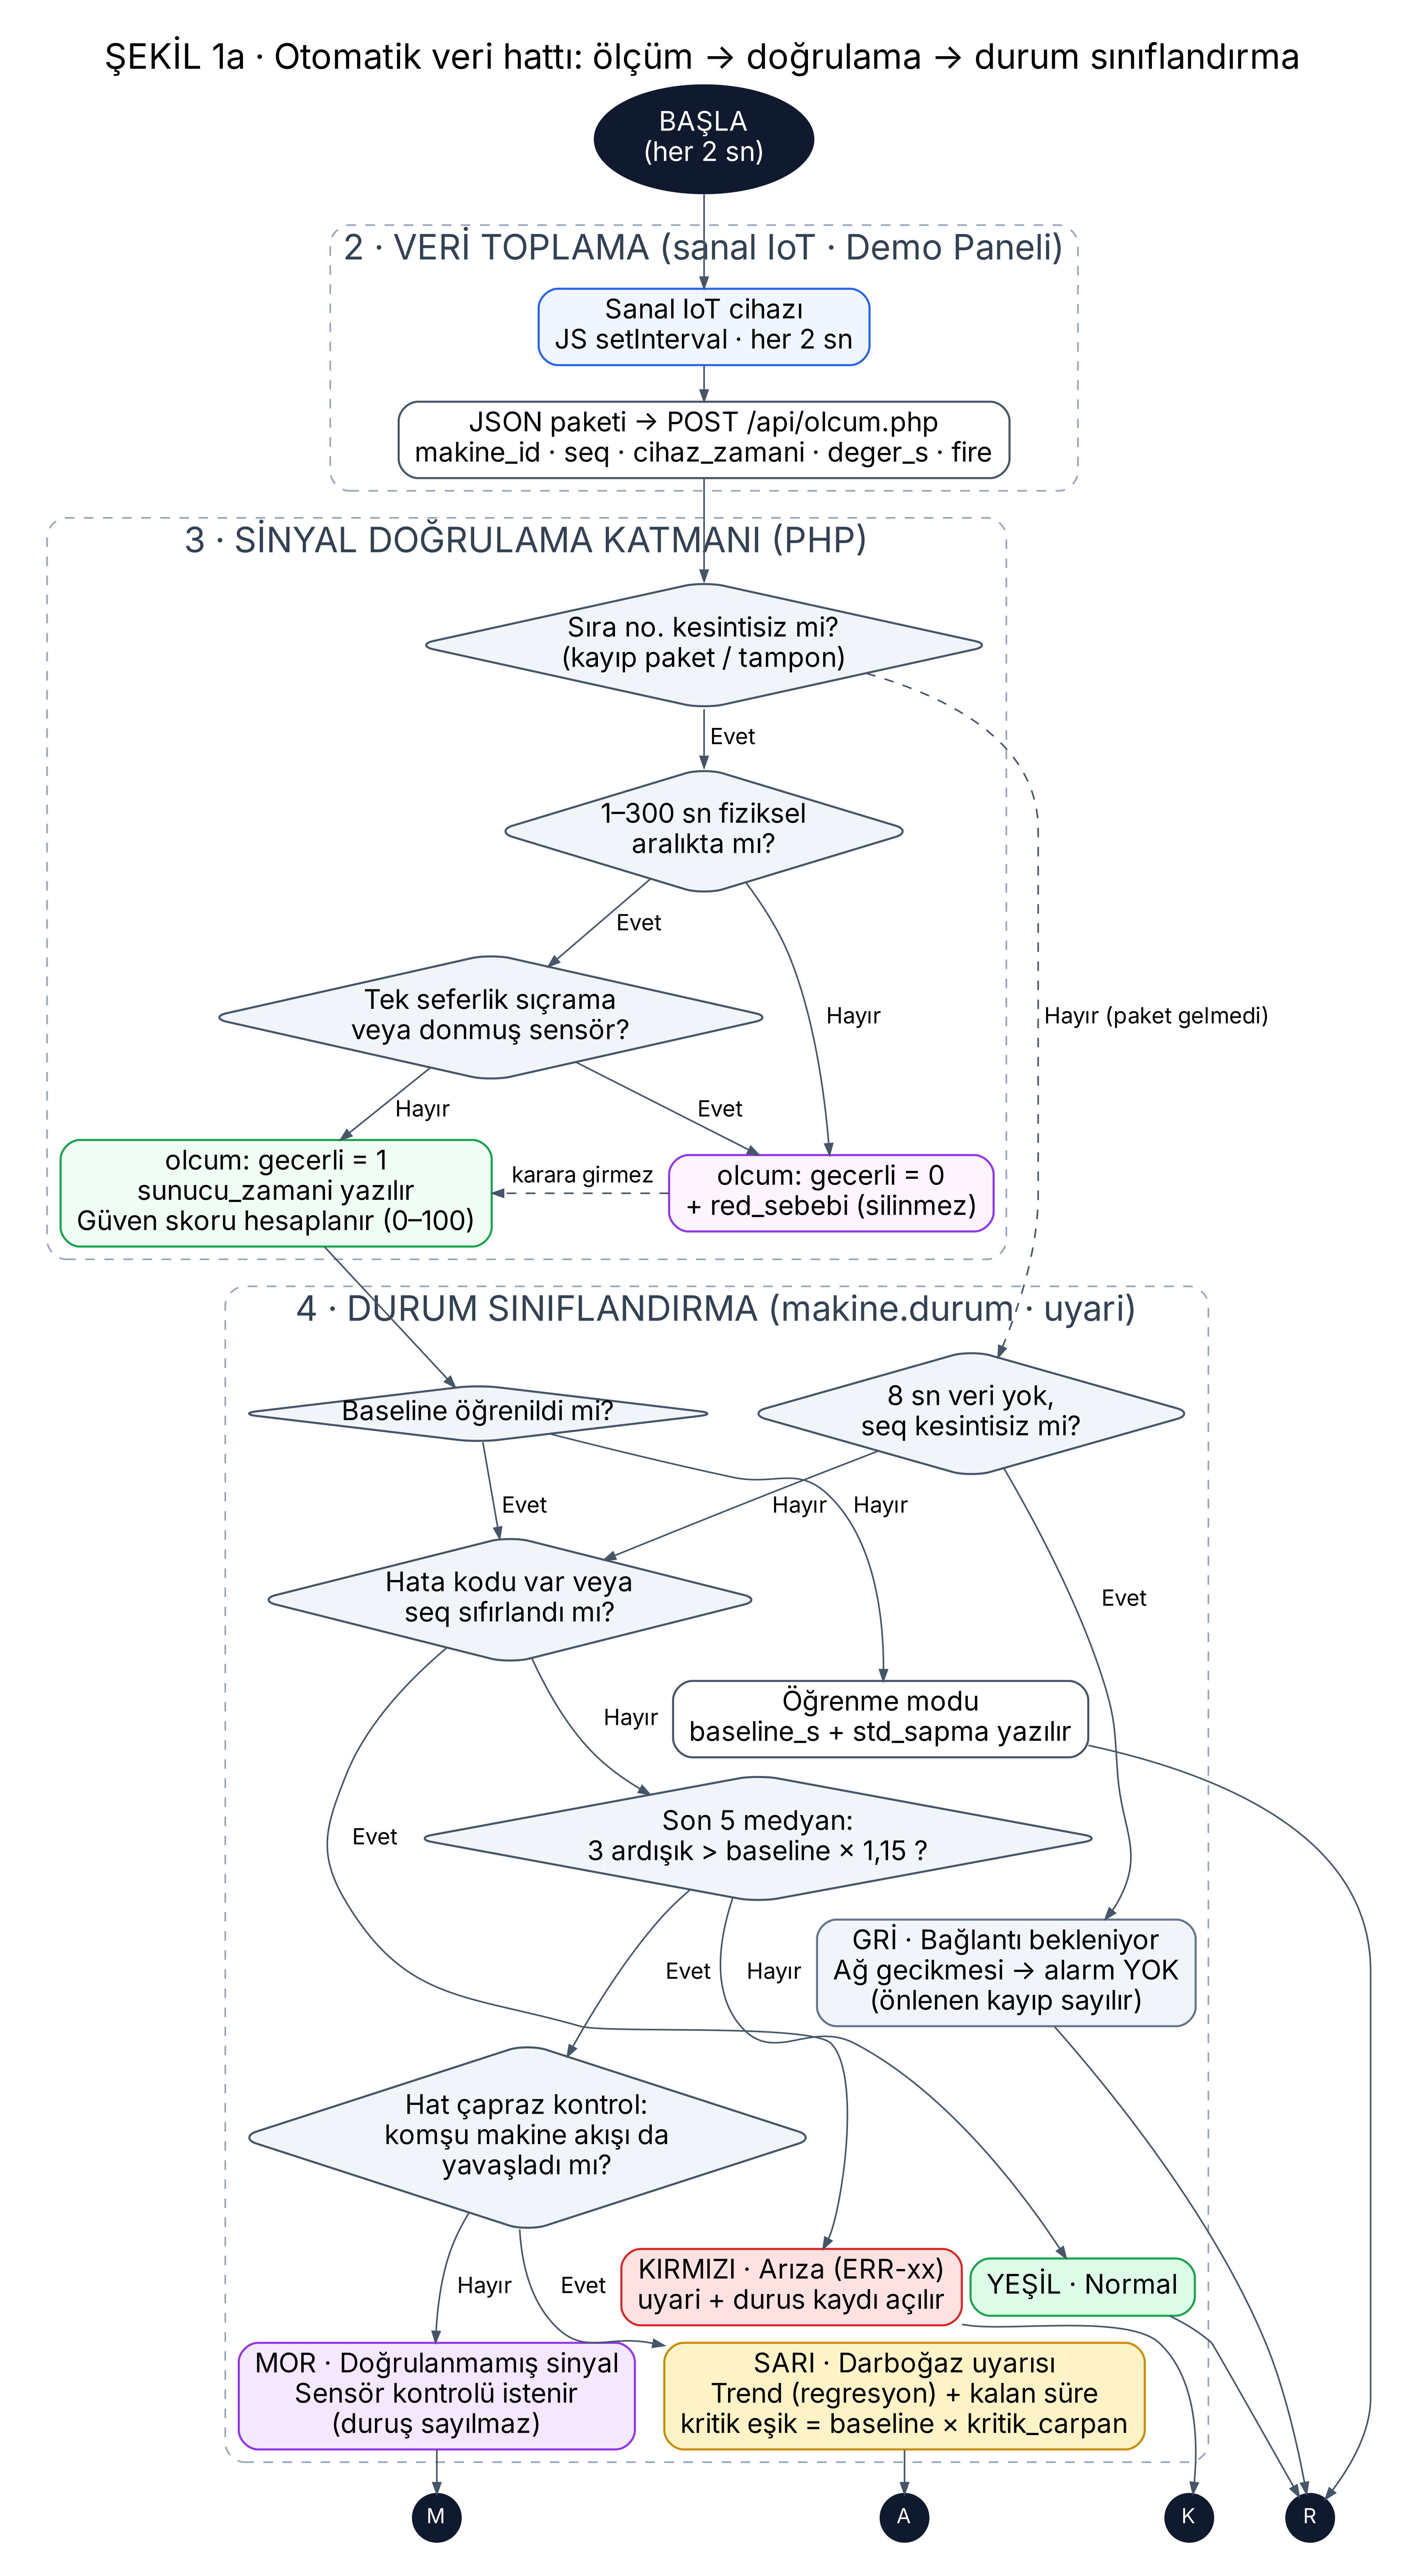 ŞEKİL 1a · Otomatik veri hattı: ölçüm → doğrulama → durum sınıflandırma
BAŞLA
(her 2 sn)
2 · VERİ TOPLAMA (sanal IoT · Demo Paneli)
Sanal IoT cihazı
JS setInterval · her 2 sn
JSON paketi → POST /api/olcum.php
makine_id · seq · cihaz_zamani · deger_s · fire
3 · SİNYAL DOĞRULAMA KATMANI (PHP)
Sıra no. kesintisiz mi?
(kayıp paket / tampon)
Evet
1–300 sn fiziksel
aralıkta mı?
Evet
Tek seferlik sıçrama
veya donmuş sensör?
Hayır
Hayır (paket gelmedi)
Hayır
Evet
olcum: gecerli = 1
sunucu_zamani yazılır
Güven skoru hesaplanır (0–100)
karara girmez
olcum: gecerli = 0
+ red_sebebi (silinmez)
4 · DURUM SINIFLANDIRMA (makine.durum · uyari)
Baseline öğrenildi mi?
8 sn veri yok,
seq kesintisiz mi?
Evet
Hayır
Hayır
Hata kodu var veya
seq sıfırlandı mı?
Evet
Öğrenme modu
baseline_s + std_sapma yazılır
Hayır
Son 5 medyan:
3 ardışık > baseline × 1,15 ?
Evet
GRİ · Bağlantı bekleniyor
Ağ gecikmesi → alarm YOK
(önlenen kayıp sayılır)
Evet
Hayır
Hat çapraz kontrol:
komşu makine akışı da
yavaşladı mı?
Hayır
Evet
KIRMIZI · Arıza (ERR-xx)
uyari + durus kaydı açılır
YEŞİL · Normal
MOR · Doğrulanmamış sinyal
Sensör kontrolü istenir
(duruş sayılmaz)
SARI · Darboğaz uyarısı
Trend (regresyon) + kalan süre
kritik eşik = baseline × kritik_carpan
M
A
K
R